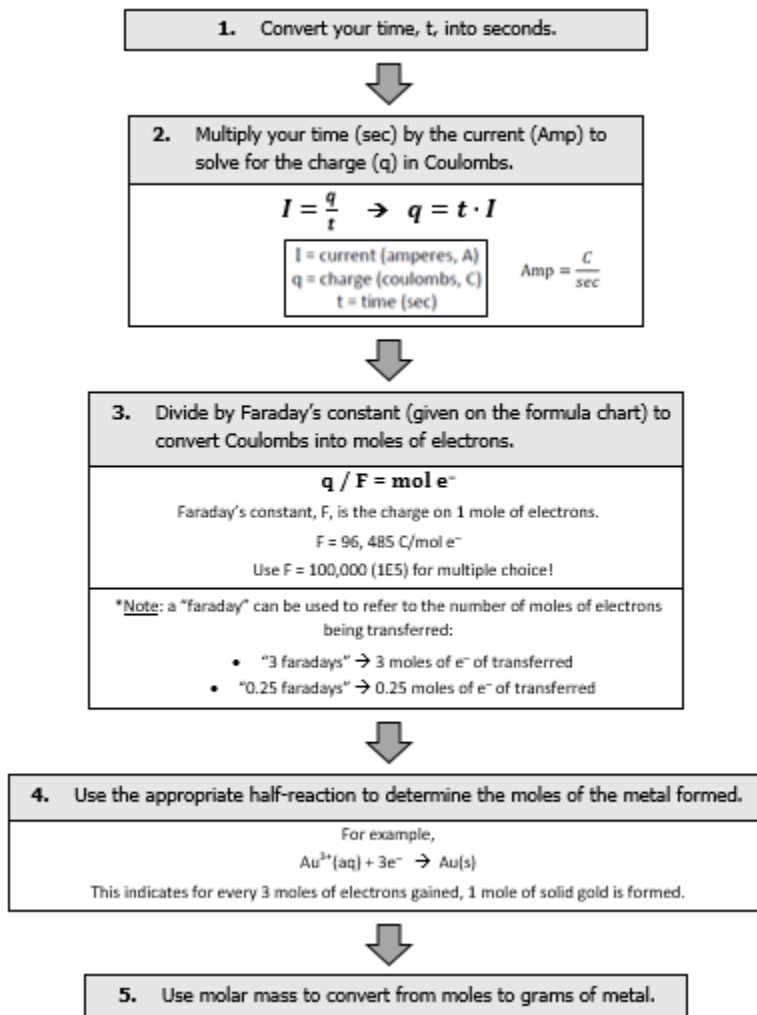 1. Convert your time, t, into seconds.
2. Multiply your time (sec) by the current (Amp) to
solve for the charge (q) in Coulombs.
I = q/t → q = t · I
I = current (amperes, A)
q = charge (coulombs, C)
t = time (sec)
Amp = C/sec
3. Divide by Faraday's constant (given on the formula chart) to
convert Coulombs into moles of electrons.
q / F = mol e⁻
Faraday's constant, F, is the charge on 1 mole of electrons.
F = 96, 485 C/mol e⁻
Use F = 100,000 (1E5) for multiple choice!
*Note: a "faraday" can be used to refer to the number of moles of electrons
being transferred:
• "3 faradays" → 3 moles of e⁻ of transferred
• "0.25 faradays" → 0.25 moles of e⁻ of transferred
4. Use the appropriate half-reaction to determine the moles of the metal formed.
For example,
Au³⁺(aq) + 3e⁻ → Au(s)
This indicates for every 3 moles of electrons gained, 1 mole of solid gold is formed.
5. Use molar mass to convert from moles to grams of metal.